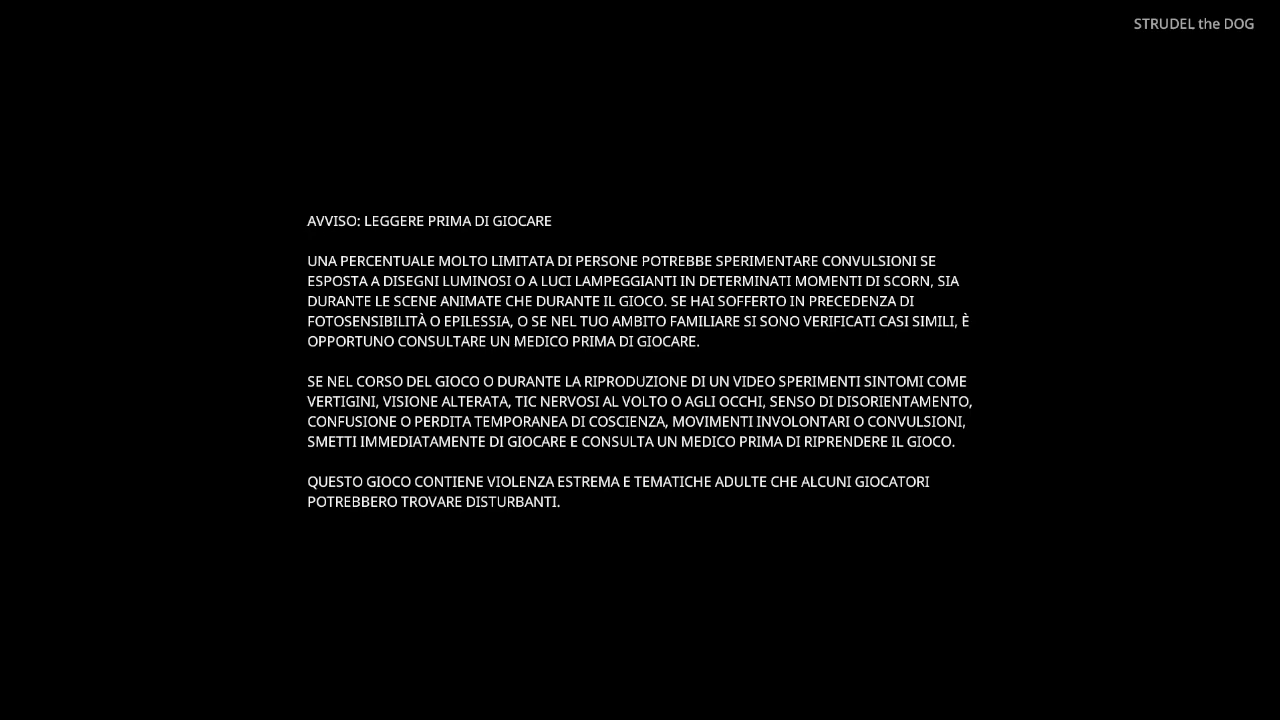 STRUDEL the DOG
AVVISO: LEGGERE PRIMA DI GIOCARE
UNA PERCENTUALE MOLTO LIMITATA DI PERSONE POTREBBE SPERIMENTARE CONVULSIONI SE
ESPOSTA A DISEGNI LUMINOSI O A LUCI LAMPEGGIANTI IN DETERMINATI MOMENTI DI SCORN, SIA
DURANTE LE SCENE ANIMATE CHE DURANTE IL GIOCO. SE HAI SOFFERTO IN PRECEDENZA DI
FOTOSENSIBILITÀ O EPILESSIA, O SE NEL TUO AMBITO FAMILIARE SI SONO VERIFICATI CASI SIMILI, È
OPPORTUNO CONSULTARE UN MEDICO PRIMA DI GIOCARE.
SE NEL CORSO DEL GIOCO O DURANTE LA RIPRODUZIONE DI UN VIDEO SPERIMENTI SINTOMI COME
VERTIGINI, VISIONE ALTERATA, TIC NERVOSI AL VOLTO O AGLI OCCHI, SENSO DI DISORIENTAMENTO,
CONFUSIONE O PERDITA TEMPORANEA DI COSCIENZA, MOVIMENTI INVOLONTARI O CONVULSIONI,
SMETTI IMMEDIATAMENTE DI GIOCARE E CONSULTA UN MEDICO PRIMA DI RIPRENDERE IL GIOCO.
QUESTO GIOCO CONTIENE VIOLENZA ESTREMA E TEMATICHE ADULTE CHE ALCUNI GIOCATORI
POTREBBERO TROVARE DISTURBANTI.